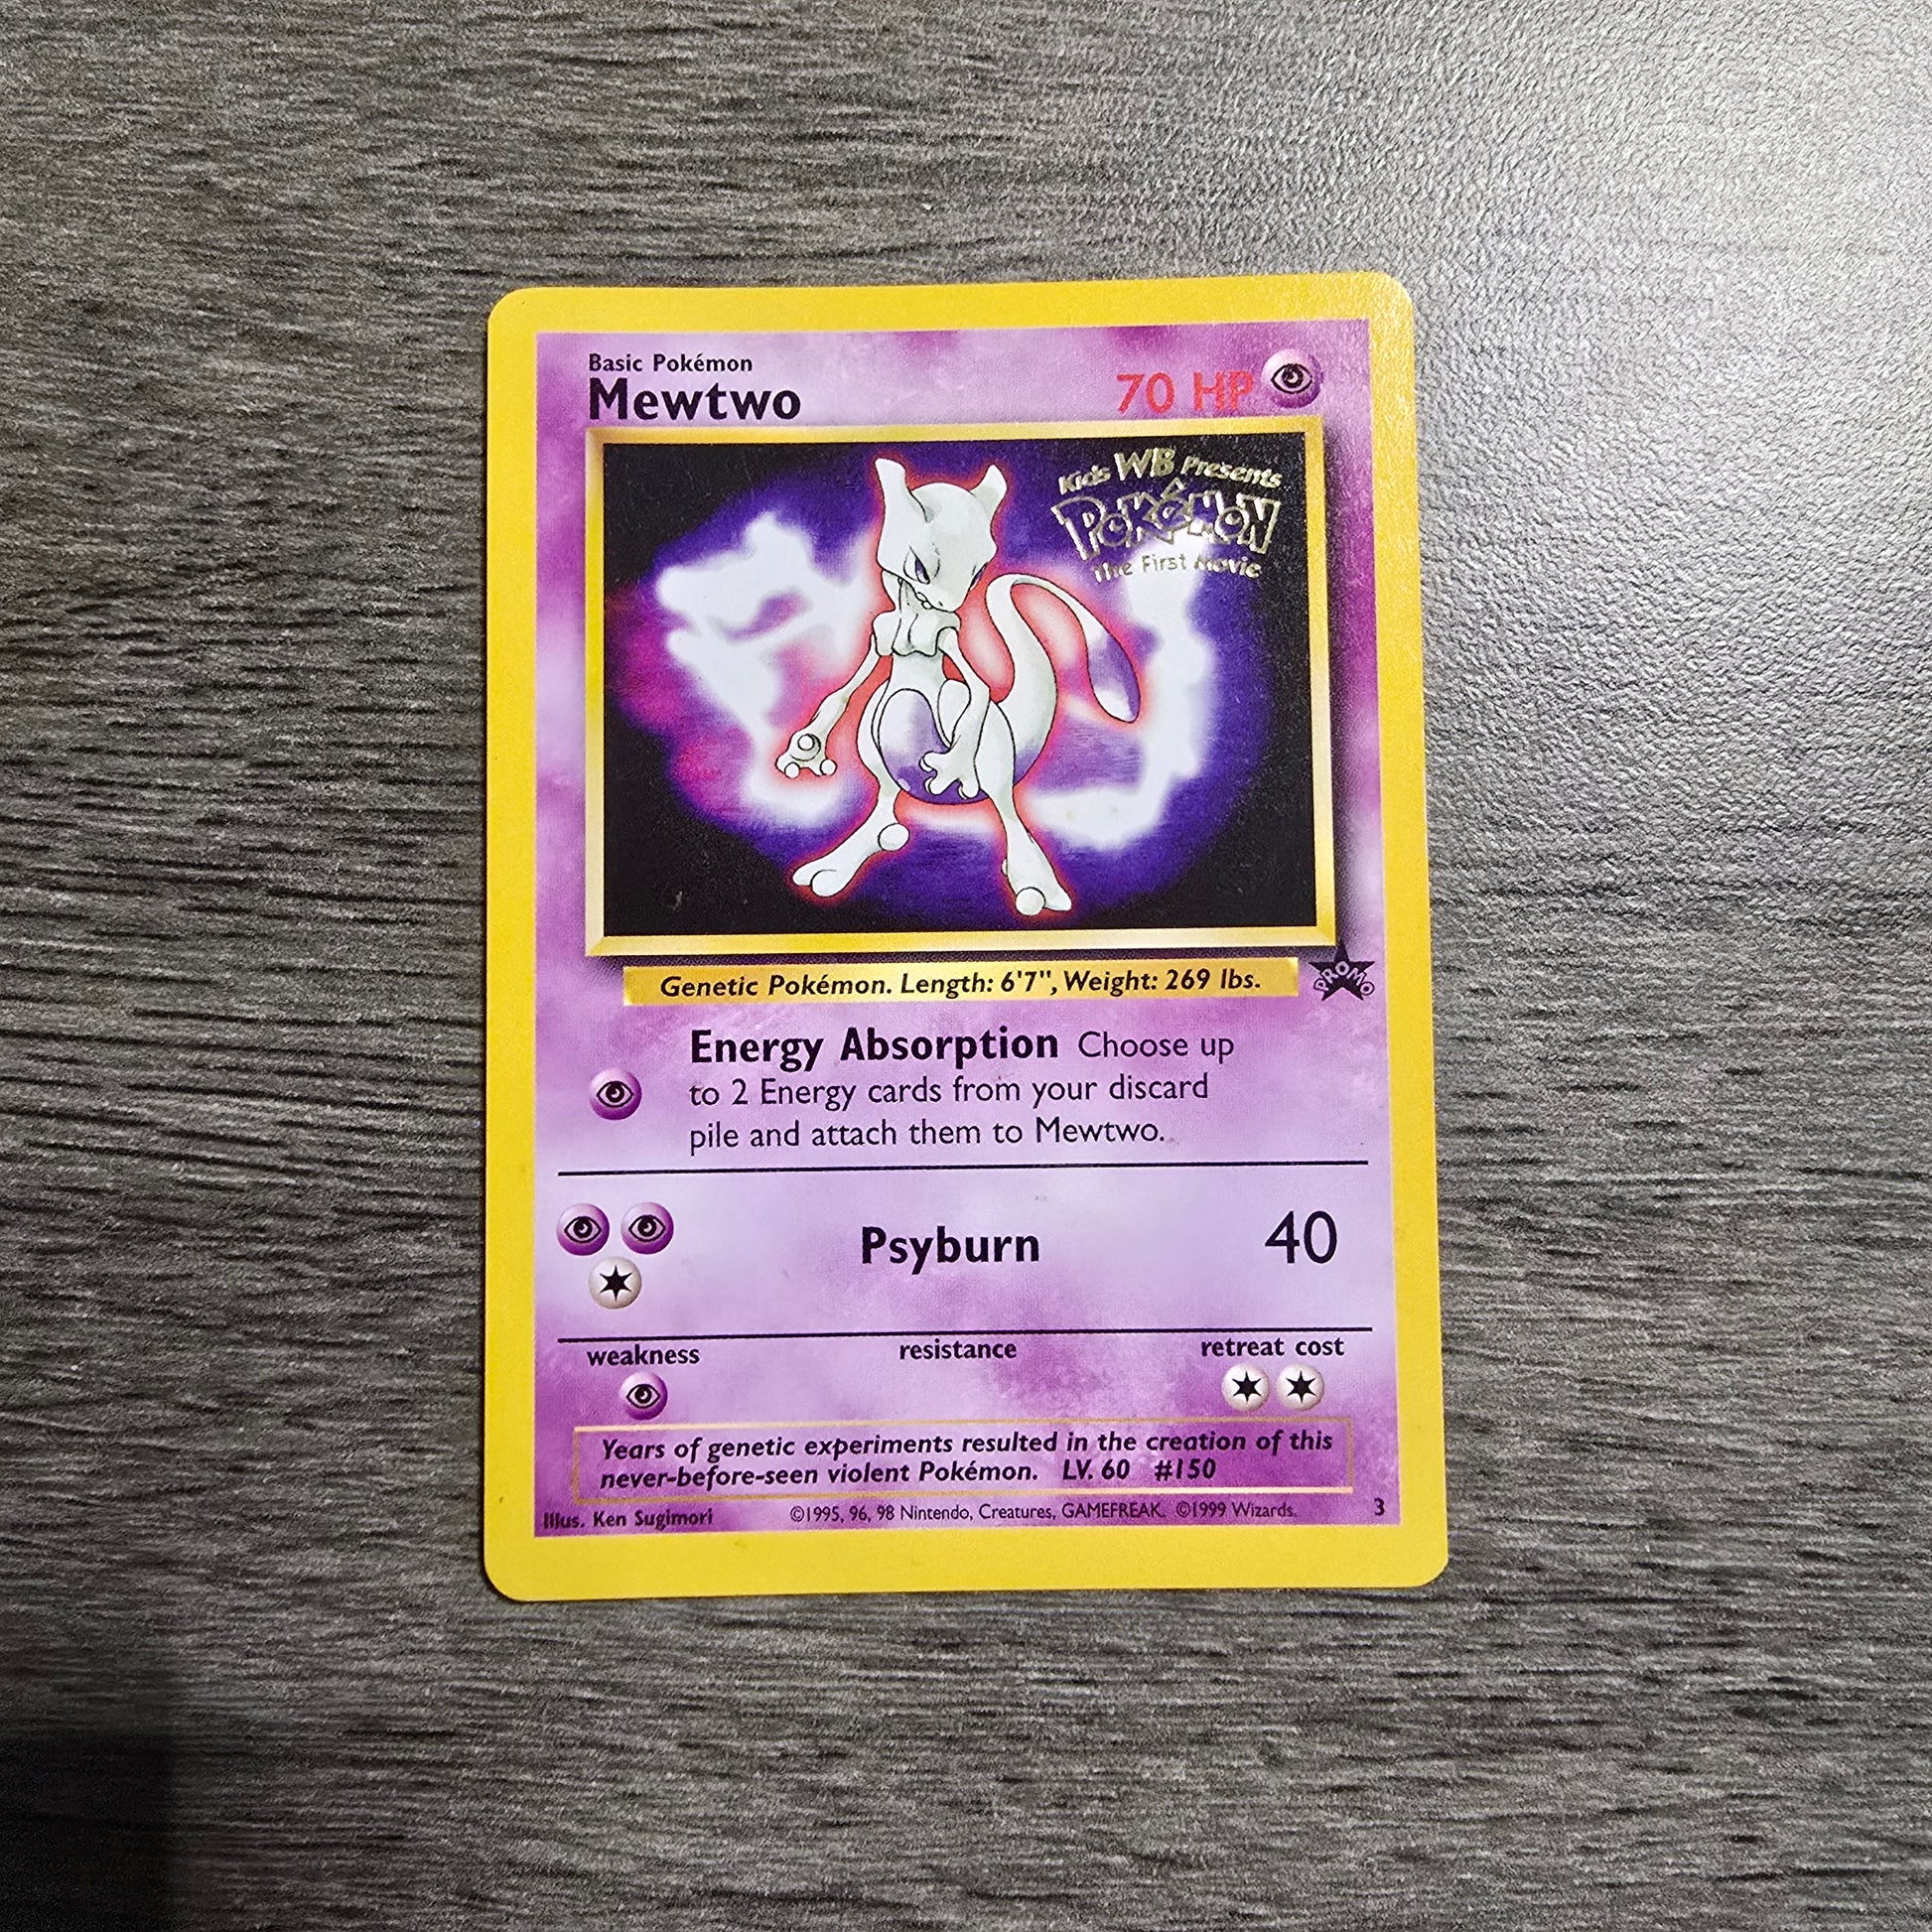 Basic Pokémon
Mewtwo
70 HP
Kids WB Presents
Pokémon
The First Movie
Genetic Pokémon. Length: 6'7", Weight: 269 lbs.
PROMO
Energy Absorption Choose up
to 2 Energy cards from your discard
pile and attach them to Mewtwo.
Psyburn 40
weakness resistance retreat cost
Years of genetic experiments resulted in the creation of this
never-before-seen violent Pokémon. LV. 60 #150
Illus. Ken Sugimori ©1995, 96, 98 Nintendo, Creatures, GAMEFREAK. ©1999 Wizards. 3